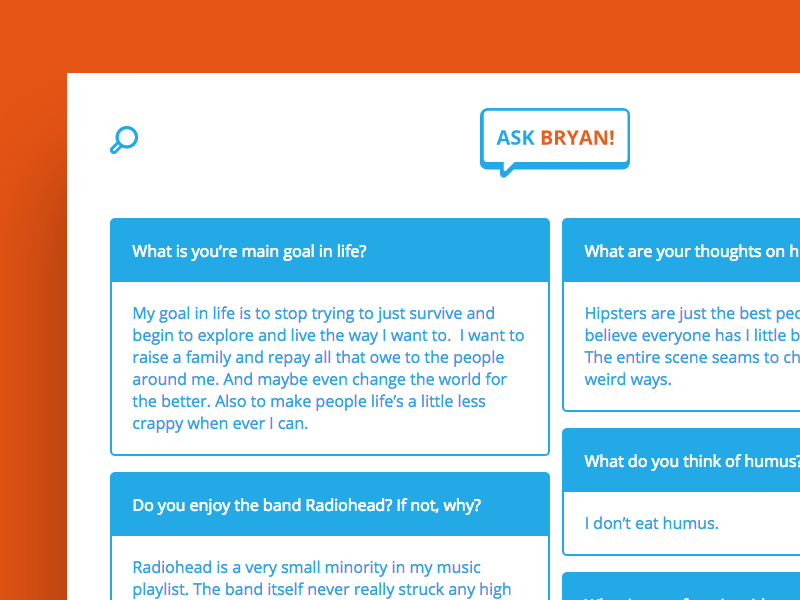 ASK BRYAN!
What is you're main goal in life?
My goal in life is to stop trying to just survive and
begin to explore and live the way I want to.  I want to
raise a family and repay all that owe to the people
around me. And maybe even change the world for
the better. Also to make people life's a little less
crappy when ever I can.
Do you enjoy the band Radiohead? If not, why?
Radiohead is a very small minority in my music
playlist. The band itself never really struck any high
What are your thoughts on h
Hipsters are just the best
believe everyone has I little b
The entire scene seams to ch
weird ways.
What do you think of humus?
I don't eat humus.